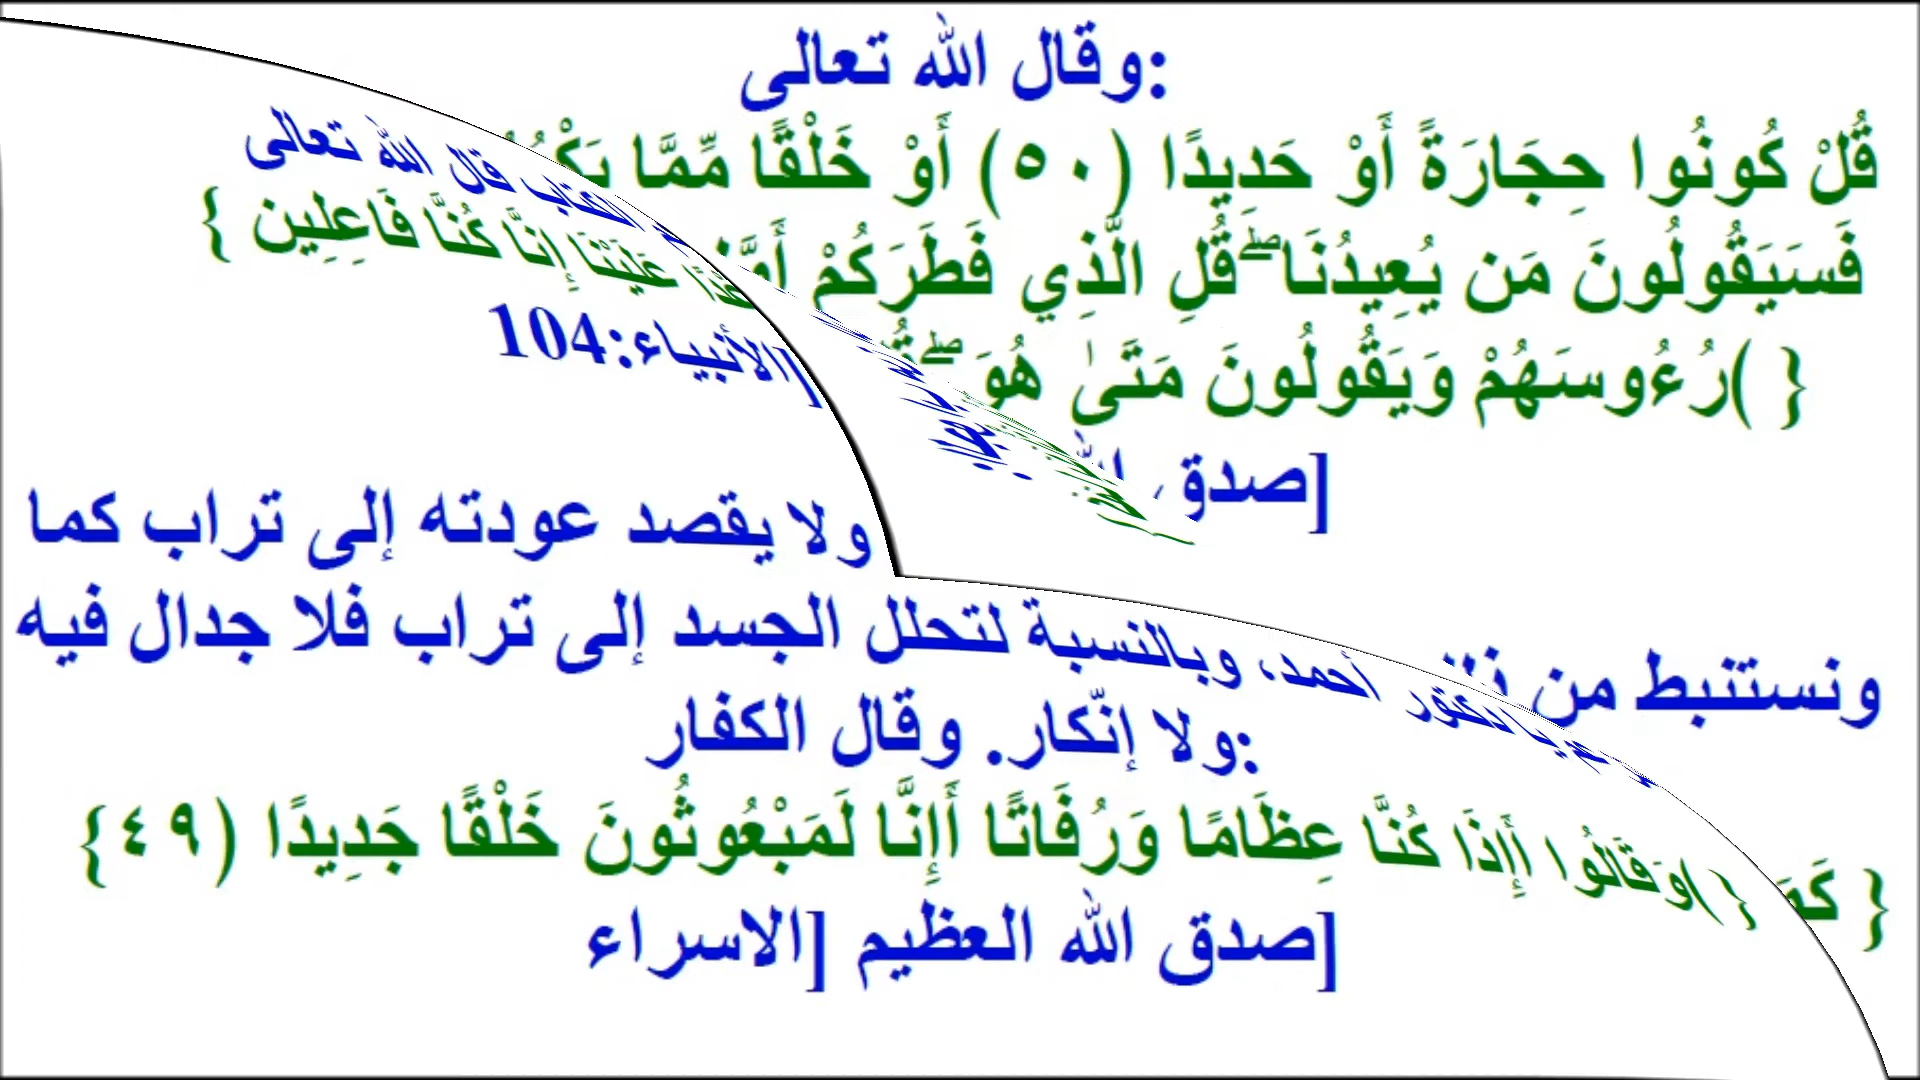 وقال الله تعالى:
قُلْ كُونُوا حِجَارَةً أَوْ حَدِيدًا (٥٠) أَوْ خَلْقًا مِّمَّا
فَسَيَقُولُونَ مَن يُعِيدُنَا ۖ قُلِ الَّذِي فَطَرَكُمْ
رُءُوسَهُمْ وَيَقُولُونَ مَتَىٰ هُوَ ۖ
[صدق
قال الله تعالى
عَلَيْنَا إِنَّا كُنَّا فَاعِلِين }
[الأنبياء:104
ولا يقصد عودته إلى تراب كما
أحمد، وبالنسبة لتحلل الجسد إلى تراب فلا جدال فيه
ولا إنّكار. وقال الكفار:
{ )وَقَالُوا أَإِذَا كُنَّا عِظَامًا وَرُفَاتًا أَإِنَّا لَمَبْعُوثُونَ خَلْقًا جَدِيدًا (٤٩}
[صدق الله العظيم [الاسراء
ونستنبط من